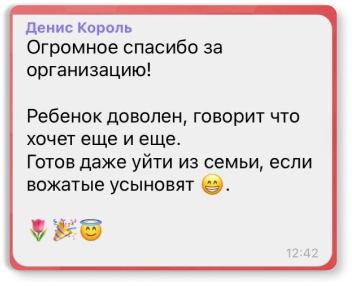 Денис Король
Огромное спасибо за
организацию!
Ребенок доволен, говорит что
хочет еще и еще.
Готов даже уйти из семьи, если
вожатые усыновят 😁.
🌷🎉😇
12:42